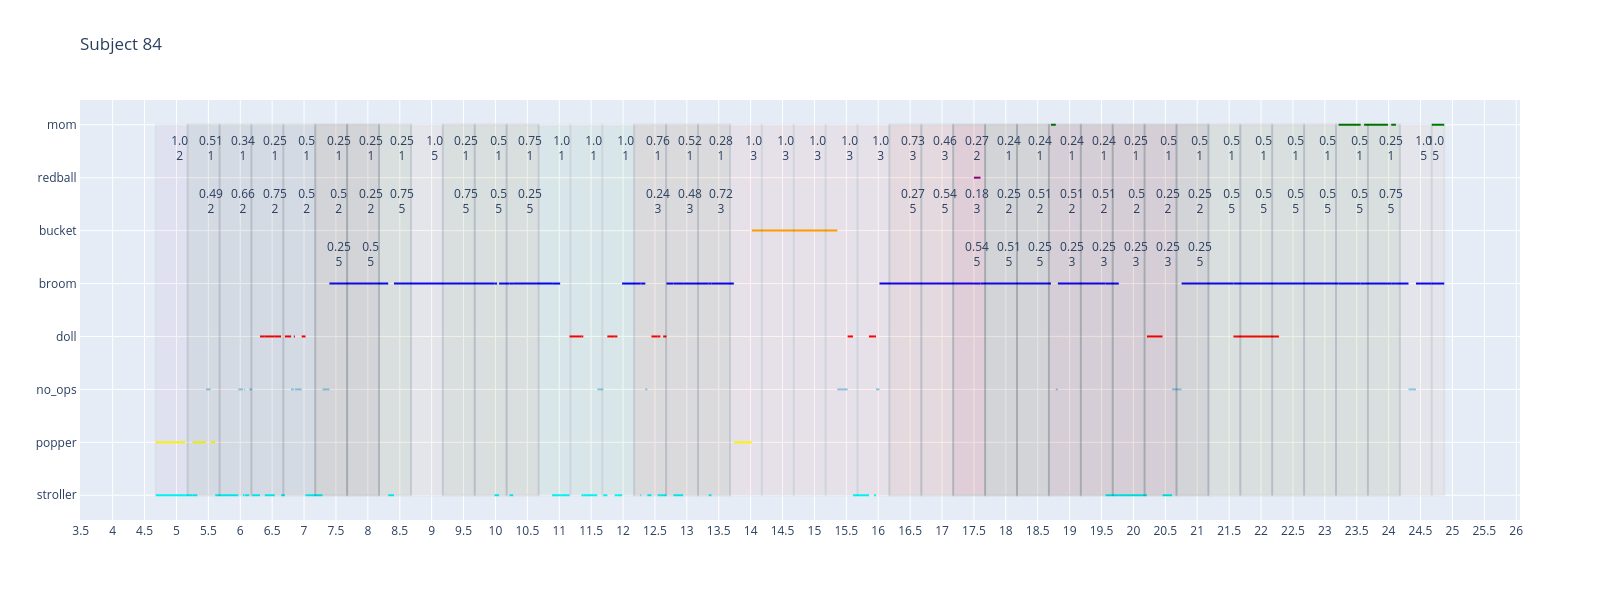 Subject 84
mom
1.0 0.51 0.34 0.25 0.5 0.25 0.25 0.25 1.0 0.25 0.5 0.75 1.0 1.0 1.0 0.76 0.52 0.28 1.0 1.0 1.0 1.0 1.0 0.73 0.46 0.27 0.24 0.24 0.24 0.24 0.25 0.5 0.25 0.5 0.5 0.5 0.5 0.5 0.25 1.0 1.0
2 1 1 1 1 1 1 1 5 1 1 1 1 1 1 1 1 1 3 3 3 3 3 3 3 2 1 1 1 1 1 1 1 1 1 1 1 1 1 5 5
redball
0.49 0.66 0.75 0.5 0.5 0.25 0.75 0.75 0.5 0.25 0.24 0.48 0.72 0.27 0.54 0.18 0.25 0.51 0.51 0.51 0.5 0.25 0.25 0.5 0.5 0.5 0.5 0.5 0.75
2 2 2 2 2 2 5 5 5 5 3 3 3 5 5 3 2 2 2 2 2 2 2 5 5 5 5 5 5
bucket
0.25 0.5 0.54 0.51 0.25 0.25 0.25 0.25 0.25 0.25
5 5 5 5 5 3 3 3 3 5
broom
doll
no_ops
popper
stroller
3.5 4 4.5 5 5.5 6 6.5 7 7.5 8 8.5 9 9.5 10 10.5 11 11.5 12 12.5 13 13.5 14 14.5 15 15.5 16 16.5 17 17.5 18 18.5 19 19.5 20 20.5 21 21.5 22 22.5 23 23.5 24 24.5 25 25.5 26